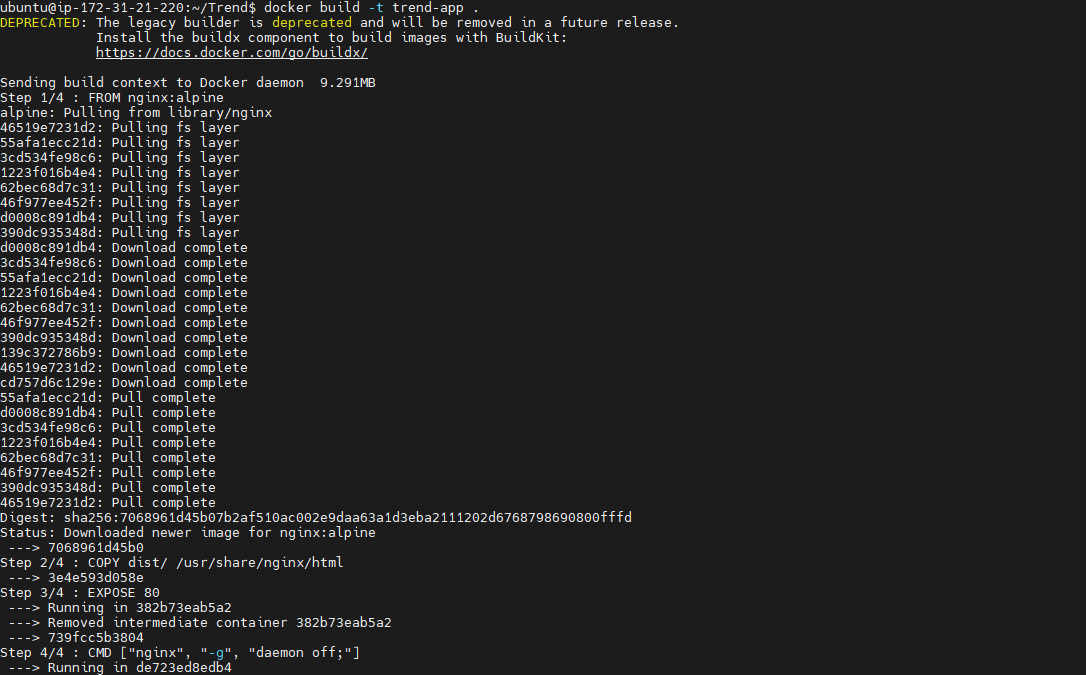 ubuntu@ip-172-31-21-220:~/Trend$ docker build -t trend-app .
DEPRECATED: The legacy builder is deprecated and will be removed in a future release.
            Install the buildx component to build images with BuildKit:
            https://docs.docker.com/go/buildx/

Sending build context to Docker daemon  9.291MB
Step 1/4 : FROM nginx:alpine
alpine: Pulling from library/nginx
46519e7231d2: Pulling fs layer
55afa1ecc21d: Pulling fs layer
3cd534fe98c6: Pulling fs layer
1223f016b4e4: Pulling fs layer
62bec68d7c31: Pulling fs layer
46f977ee452f: Pulling fs layer
d0008c891db4: Pulling fs layer
390dc935348d: Pulling fs layer
d0008c891db4: Download complete
3cd534fe98c6: Download complete
55afa1ecc21d: Download complete
1223f016b4e4: Download complete
62bec68d7c31: Download complete
46f977ee452f: Download complete
390dc935348d: Download complete
139c372786b9: Download complete
46519e7231d2: Download complete
cd757d6c129e: Download complete
55afa1ecc21d: Pull complete
d0008c891db4: Pull complete
3cd534fe98c6: Pull complete
1223f016b4e4: Pull complete
62bec68d7c31: Pull complete
46f977ee452f: Pull complete
390dc935348d: Pull complete
46519e7231d2: Pull complete
Digest: sha256:7068961d45b07b2af510ac002e9daa63a1d3eba2111202d6768798690800fffd
Status: Downloaded newer image for nginx:alpine
 ---> 7068961d45b0
Step 2/4 : COPY dist/ /usr/share/nginx/html
 ---> 3e4e593d058e
Step 3/4 : EXPOSE 80
 ---> Running in 382b73eab5a2
 ---> Removed intermediate container 382b73eab5a2
 ---> 739fcc5b3804
Step 4/4 : CMD ["nginx", "-g", "daemon off;"]
 ---> Running in de723ed8edb4